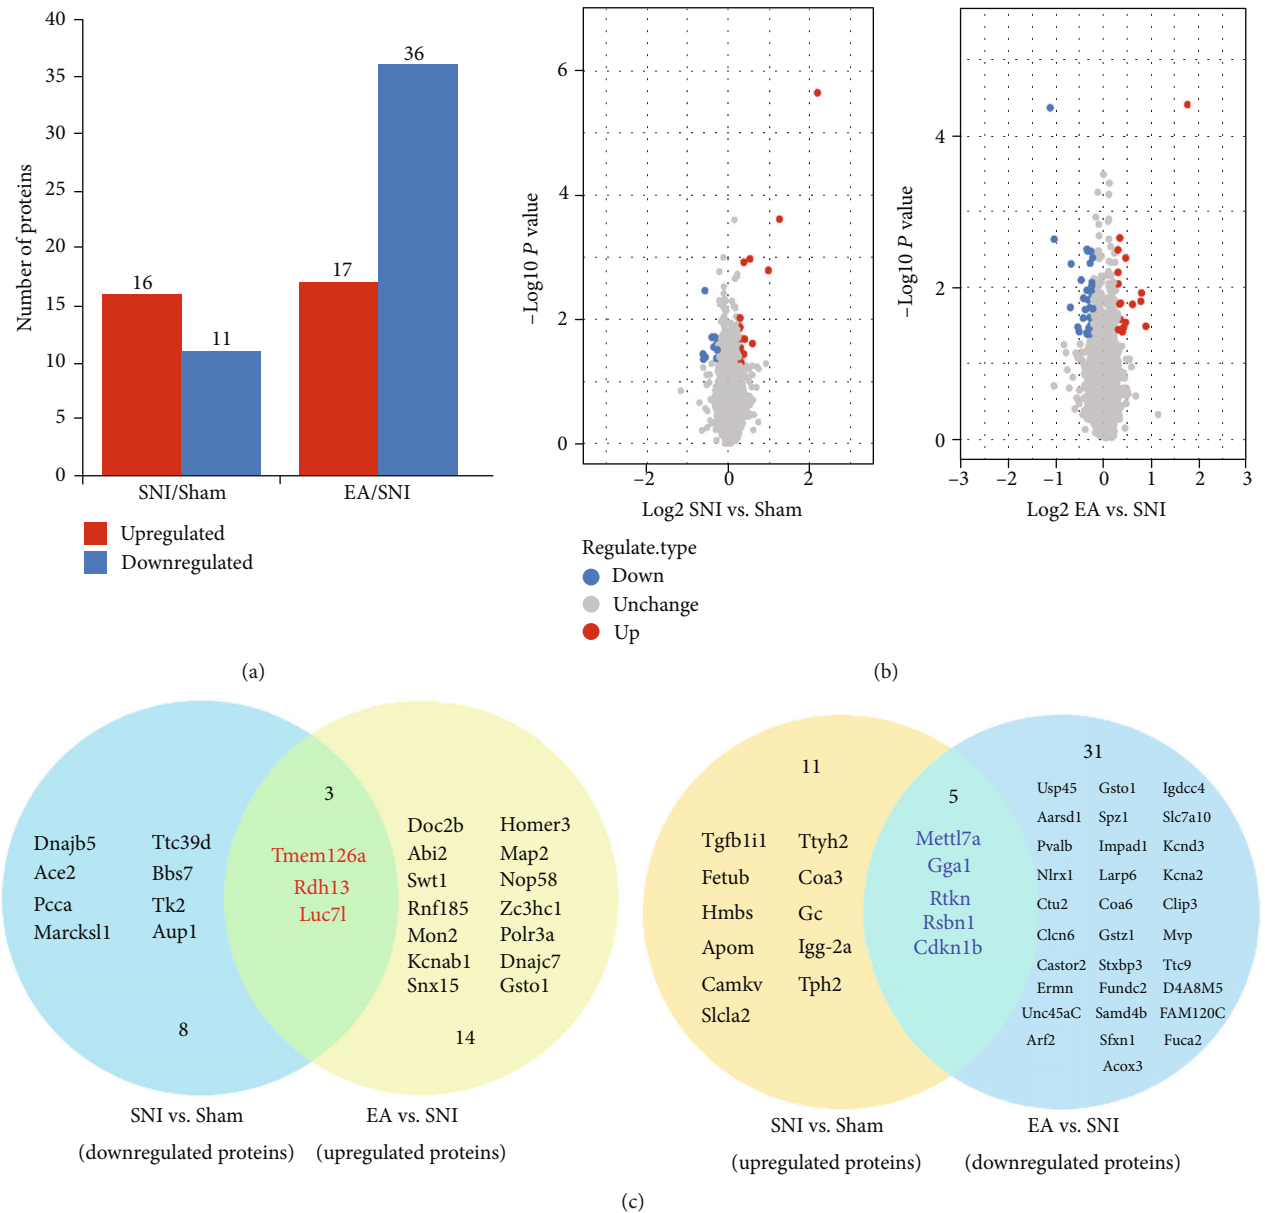 40
35
30
25
20
15
10
5
0
Number of proteins
16
11
17
36
SNI/Sham
EA/SNI
Upregulated
Downregulated
(a)
6
4
2
0
−Log10 P value
−2
0
2
Log2 SNI vs. Sham
4
2
0
−Log10 P value
−3
−2
−1
0
1
2
3
Log2 EA vs. SNI
Regulate.type
Down
Unchange
Up
(b)
Dnajb5 Ttc39d
Ace2 Bbs7
Pcca Tk2
Marcksl1 Aup1
8
3
Tmem126a
Rdh13
Luc7l
Doc2b Homer3
Abi2 Map2
Swt1 Nop58
Rnf185 Zc3hc1
Mon2 Polr3a
Kcnab1 Dnajc7
Snx15 Gsto1
14
SNI vs. Sham
(downregulated proteins)
EA vs. SNI
(upregulated proteins)
11
Tgfb1i1 Ttyh2
Fetub Coa3
Hmbs Gc
Apom Igg-2a
Camkv Tph2
Slcla2
5
Mettl7a
Gga1
Rtkn
Rsbn1
Cdkn1b
31
Usp45 Gsto1 Igdcc4
Aarsd1 Spz1 Slc7a10
Pvalb Impad1 Kcnd3
Nlrx1 Larp6 Kcna2
Ctu2 Coa6 Clip3
Clcn6 Gstz1 Mvp
Castor2 Stxbp3 Ttc9
Ermn Fundc2 D4A8M5
Unc45aC Samd4b FAM120C
Arf2 Sfxn1 Fuca2
Acox3
SNI vs. Sham
(upregulated proteins)
EA vs. SNI
(downregulated proteins)
(c)